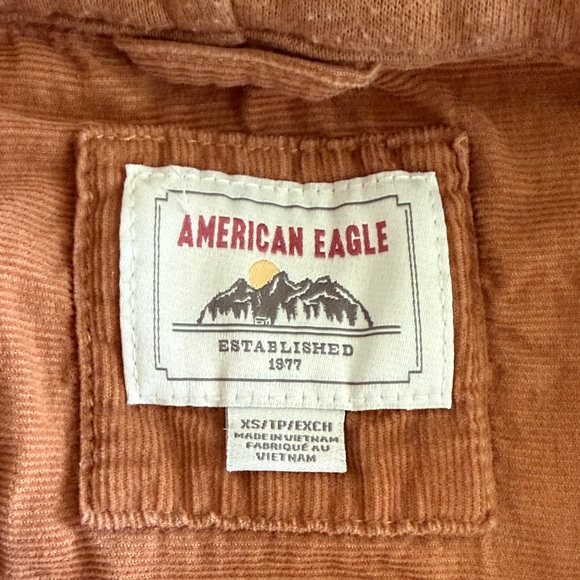 AMERICAN EAGLE
ESTABLISHED
1977
XS/TP/EXCH
MADE IN VIETNAM
FABRIQUÉ AU
VIETNAM